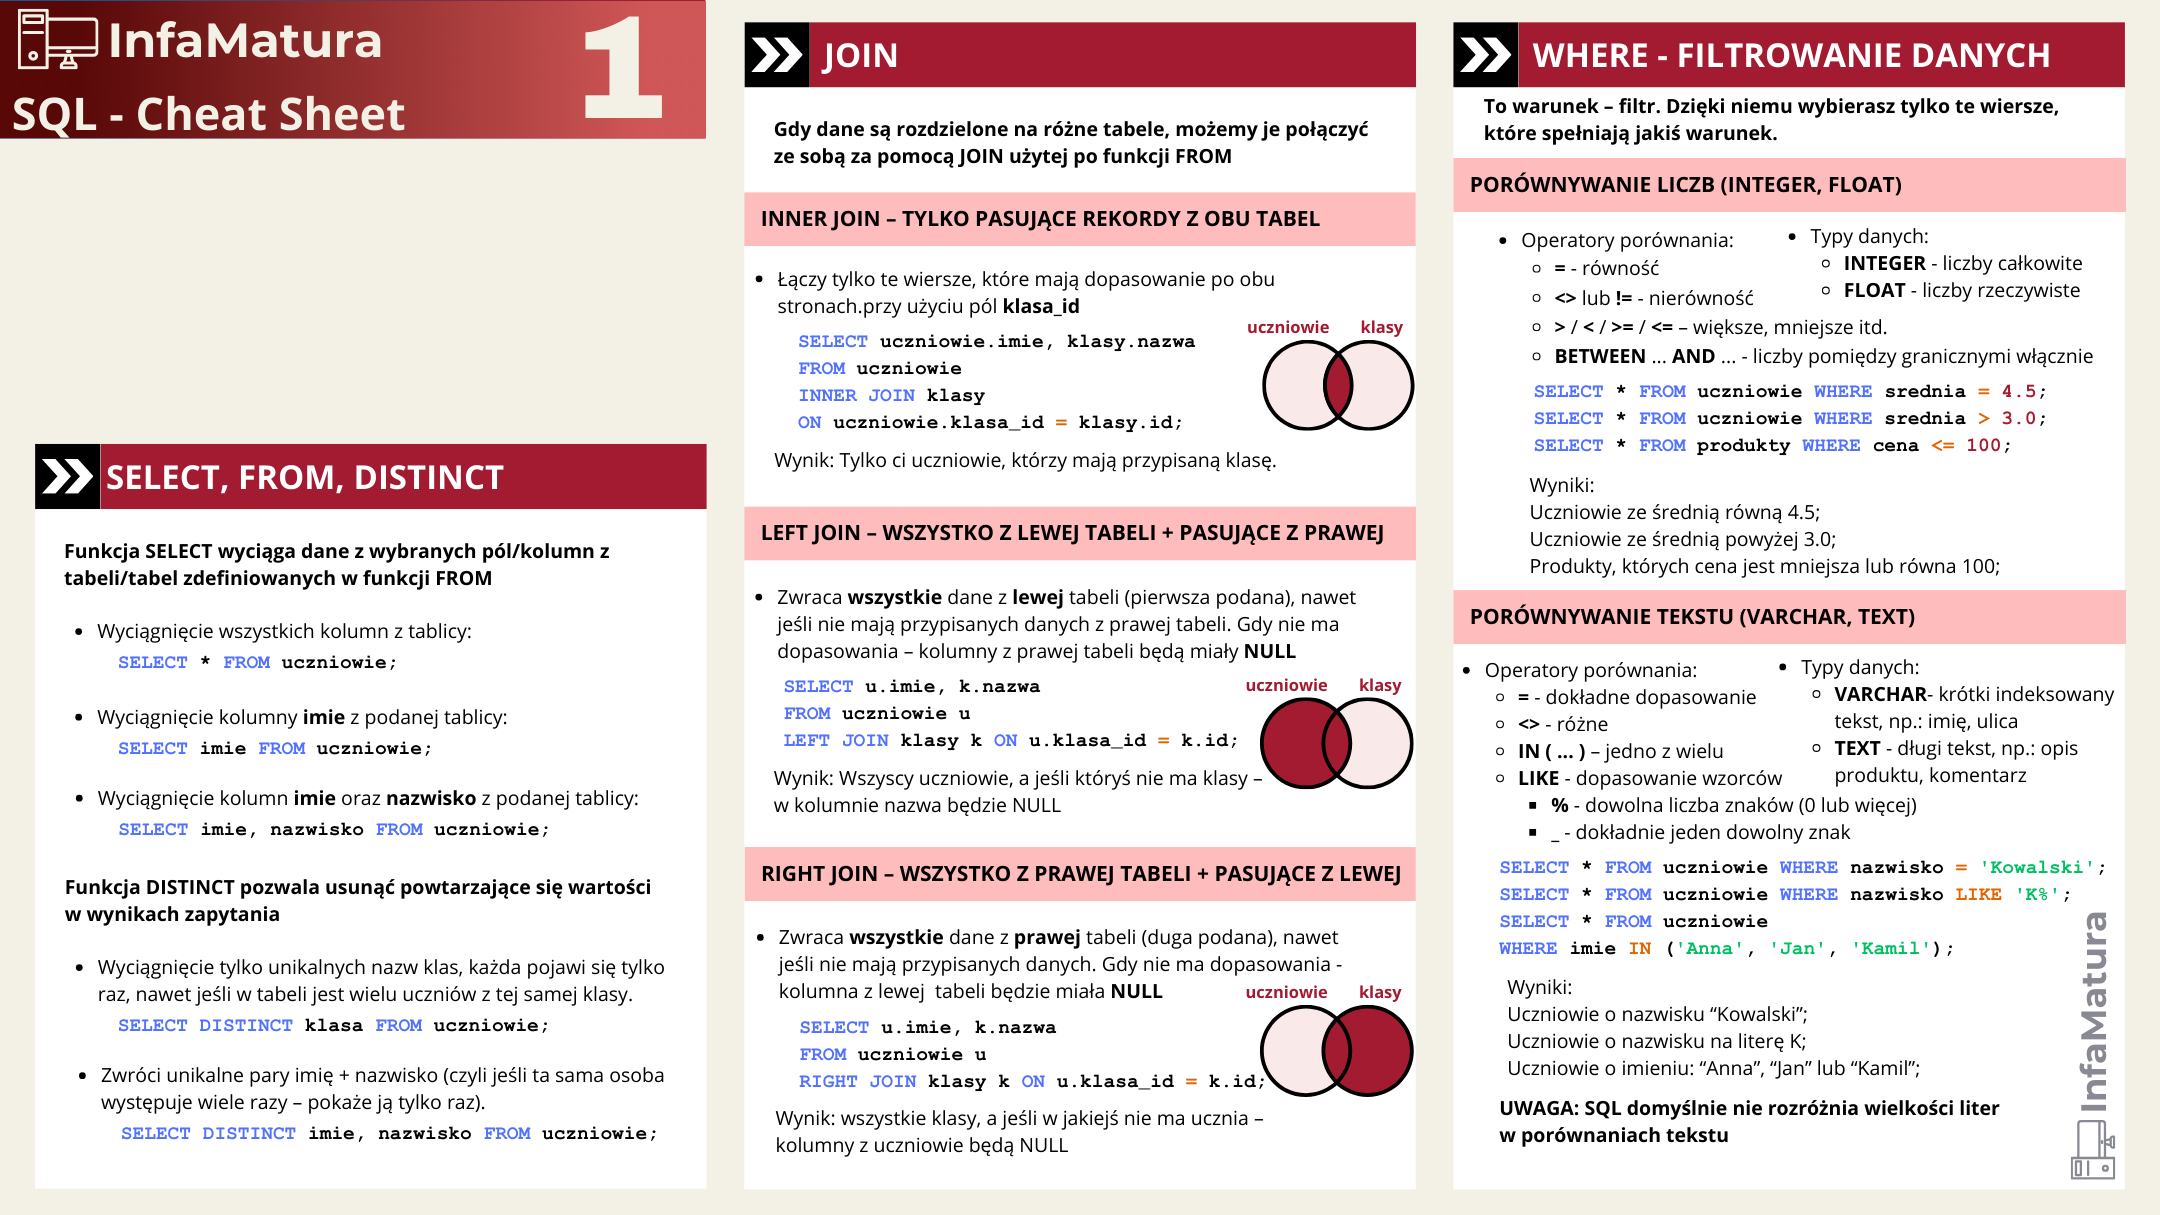 InfaMatura
SQL - Cheat Sheet
1
SELECT, FROM, DISTINCT
Funkcja SELECT wyciąga dane z wybranych pól/kolumn z
tabeli/tabel zdefiniowanych w funkcji FROM
• Wyciągnięcie wszystkich kolumn z tablicy:
SELECT * FROM uczniowie;
• Wyciągnięcie kolumny imie z podanej tablicy:
SELECT imie FROM uczniowie;
• Wyciągnięcie kolumn imie oraz nazwisko z podanej tablicy:
SELECT imie, nazwisko FROM uczniowie;
Funkcja DISTINCT pozwala usunąć powtarzające się wartości
w wynikach zapytania
• Wyciągnięcie tylko unikalnych nazw klas, każda pojawi się tylko
raz, nawet jeśli w tabeli jest wielu uczniów z tej samej klasy.
SELECT DISTINCT klasa FROM uczniowie;
• Zwróci unikalne pary imię + nazwisko (czyli jeśli ta sama osoba
występuje wiele razy – pokaże ją tylko raz).
SELECT DISTINCT imie, nazwisko FROM uczniowie;
JOIN
Gdy dane są rozdzielone na różne tabele, możemy je połączyć
ze sobą za pomocą JOIN użytej po funkcji FROM
INNER JOIN – TYLKO PASUJĄCE REKORDY Z OBU TABEL
• Łączy tylko te wiersze, które mają dopasowanie po obu
stronach.przy użyciu pól klasa_id
uczniowie klasy
SELECT uczniowie.imie, klasy.nazwa
FROM uczniowie
INNER JOIN klasy
ON uczniowie.klasa_id = klasy.id;
Wynik: Tylko ci uczniowie, którzy mają przypisaną klasę.
LEFT JOIN – WSZYSTKO Z LEWEJ TABELI + PASUJĄCE Z PRAWEJ
• Zwraca wszystkie dane z lewej tabeli (pierwsza podana), nawet
jeśli nie mają przypisanych danych z prawej tabeli. Gdy nie ma
dopasowania – kolumny z prawej tabeli będą miały NULL
uczniowie klasy
SELECT u.imie, k.nazwa
FROM uczniowie u
LEFT JOIN klasy k ON u.klasa_id = k.id;
Wynik: Wszyscy uczniowie, a jeśli któryś nie ma klasy –
w kolumnie nazwa będzie NULL
RIGHT JOIN – WSZYSTKO Z PRAWEJ TABELI + PASUJĄCE Z LEWEJ
• Zwraca wszystkie dane z prawej tabeli (duga podana), nawet
jeśli nie mają przypisanych danych. Gdy nie ma dopasowania -
kolumna z lewej tabeli będzie miała NULL
uczniowie klasy
SELECT u.imie, k.nazwa
FROM uczniowie u
RIGHT JOIN klasy k ON u.klasa_id = k.id;
Wynik: wszystkie klasy, a jeśli w jakiejś nie ma ucznia –
kolumny z uczniowie będą NULL
WHERE - FILTROWANIE DANYCH
To warunek – filtr. Dzięki niemu wybierasz tylko te wiersze,
które spełniają jakiś warunek.
PORÓWNYWANIE LICZB (INTEGER, FLOAT)
• Operatory porównania:
= - równość
<> lub != - nierówność
> / < / >= / <= – większe, mniejsze itd.
BETWEEN ... AND ... - liczby pomiędzy granicznymi włącznie
• Typy danych:
INTEGER - liczby całkowite
FLOAT - liczby rzeczywiste
SELECT * FROM uczniowie WHERE srednia = 4.5;
SELECT * FROM uczniowie WHERE srednia > 3.0;
SELECT * FROM produkty WHERE cena <= 100;
Wyniki:
Uczniowie ze średnią równą 4.5;
Uczniowie ze średnią powyżej 3.0;
Produkty, których cena jest mniejsza lub równa 100;
PORÓWNYWANIE TEKSTU (VARCHAR, TEXT)
• Operatory porównania:
= - dokładne dopasowanie
<> - różne
IN ( ... ) – jedno z wielu
LIKE - dopasowanie wzorców
% - dowolna liczba znaków (0 lub więcej)
_ - dokładnie jeden dowolny znak
• Typy danych:
VARCHAR- krótki indeksowany
tekst, np.: imię, ulica
TEXT - długi tekst, np.: opis
produktu, komentarz
SELECT * FROM uczniowie WHERE nazwisko = 'Kowalski';
SELECT * FROM uczniowie WHERE nazwisko LIKE 'K%';
SELECT * FROM uczniowie
WHERE imie IN ('Anna', 'Jan', 'Kamil');
Wyniki:
Uczniowie o nazwisku “Kowalski”;
Uczniowie o nazwisku na literę K;
Uczniowie o imieniu: “Anna”, “Jan” lub “Kamil”;
UWAGA: SQL domyślnie nie rozróżnia wielkości liter
w porównaniach tekstu
InfaMatura